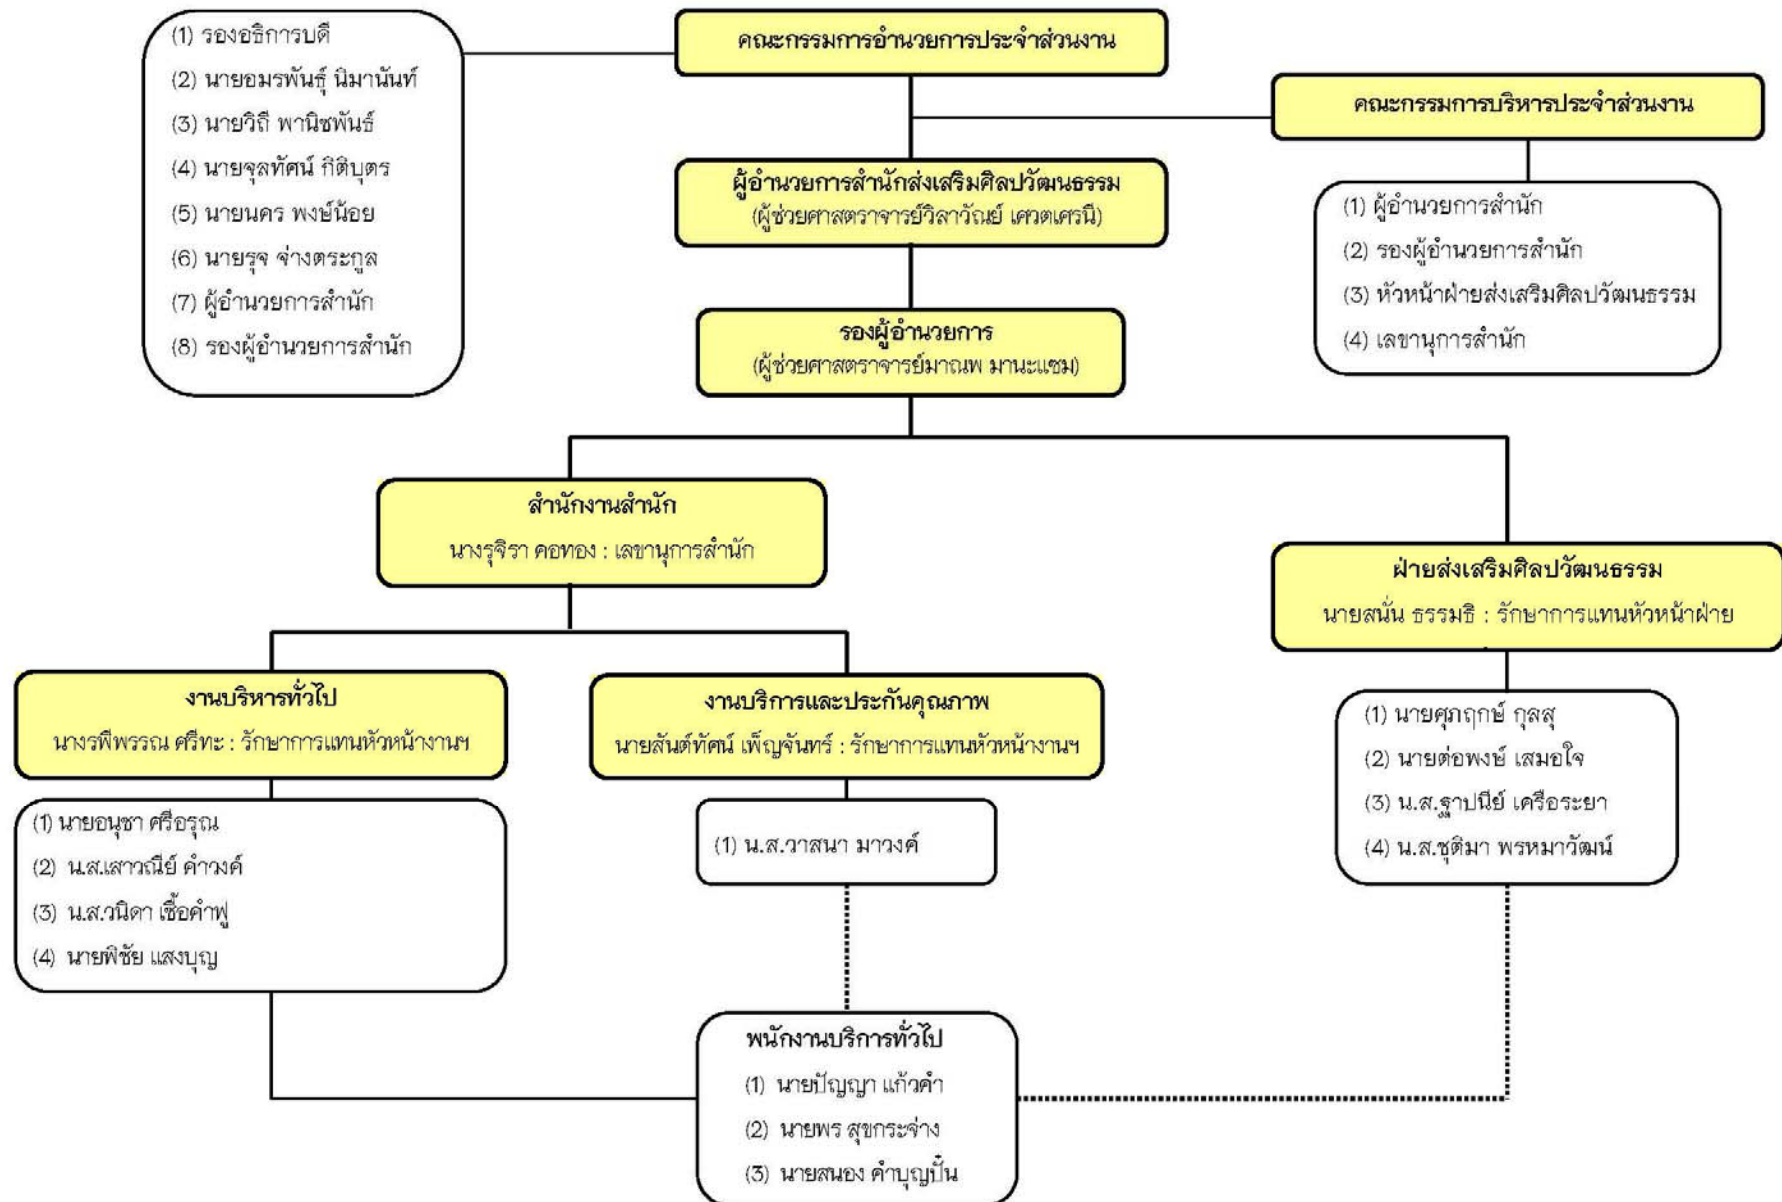 คณะกรรมการอำนวยการประจำส่วนงาน
(1) รองอธิการบดี
(2) นายอมรพันธุ์ นิมานันท์
(3) นายวิถี พานิชพันธ์
(4) นายจุลทัศน์ กิติบุตร
(5) นายนคร พงษ์น้อย
(6) นายรุจ จ่างตระกูล
(7) ผู้อำนวยการสำนัก
(8) รองผู้อำนวยการสำนัก
คณะกรรมการบริหารประจำส่วนงาน
(1) ผู้อำนวยการสำนัก
(2) รองผู้อำนวยการสำนัก
(3) หัวหน้าฝ่ายส่งเสริมศิลปวัฒนธรรม
(4) เลขานุการสำนัก
ผู้อำนวยการสำนักส่งเสริมศิลปวัฒนธรรม
(ผู้ช่วยศาสตราจารย์วิลาวัณย์ เศวตเศรนี)
รองผู้อำนวยการ
(ผู้ช่วยศาสตราจารย์มาณพ มานะแซม)
สำนักงานสำนัก
นางรุจิรา คอทอง : เลขานุการสำนัก
ฝ่ายส่งเสริมศิลปวัฒนธรรม
นายสนั่น ธรรมธิ : รักษาการแทนหัวหน้าฝ่าย
งานบริหารทั่วไป
นางรพีพรรณ ศรีทะ : รักษาการแทนหัวหน้างานฯ
งานบริการและประกันคุณภาพ
นายสันต์ทัศน์ เพ็ญจันทร์ : รักษาการแทนหัวหน้างานฯ
(1) นายศุภฤกษ์ กุลสุ
(2) นายต่อพงษ์ เสมอใจ
(3) น.ส.ฐาปนีย์ เครือระยา
(4) น.ส.ชุติมา พรหมาวัฒน์
(1) นายอนุชา ศรีอรุณ
(2) น.ส.เสาวณีย์ คำวงค์
(3) น.ส.วนิดา เชื้อคำฟู
(4) นายพิชัย แสงบุญ
(1) น.ส.วาสนา มาวงค์
พนักงานบริการทั่วไป
(1) นายปัญญา แก้วคำ
(2) นายพร สุขกระจ่าง
(3) นายสนอง คำบุญปั๋น